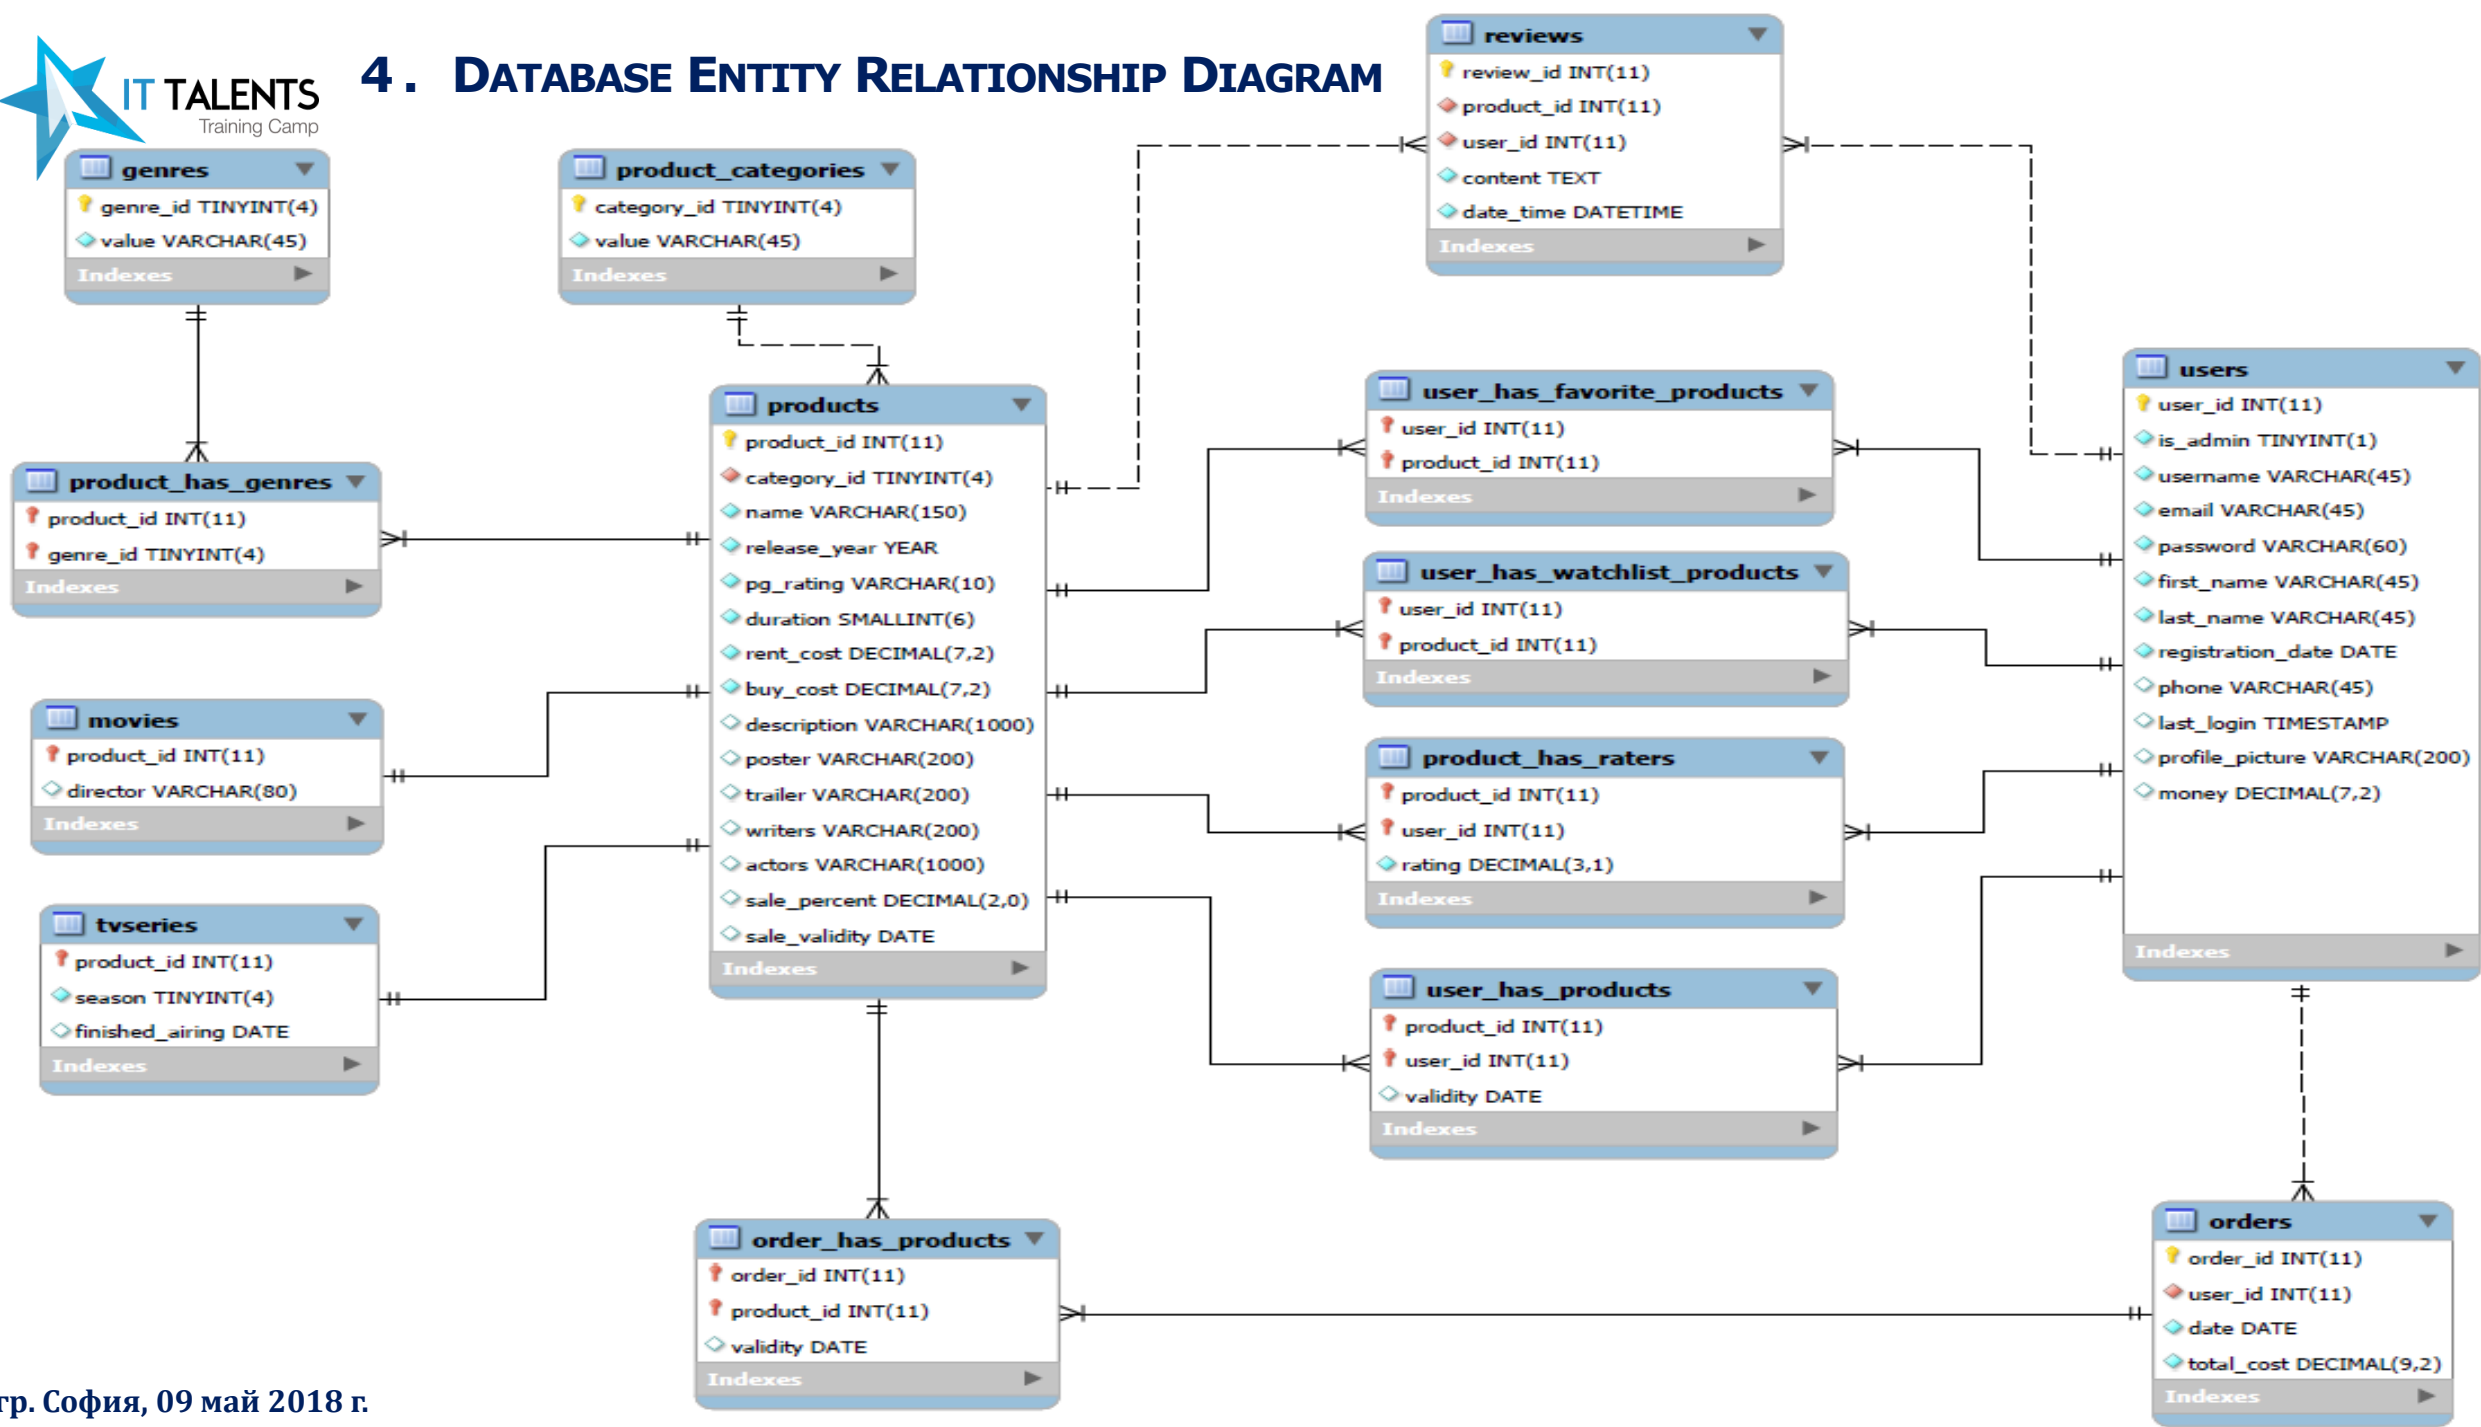 IT TALENTS
Training Camp
4. DATABASE ENTITY RELATIONSHIP DIAGRAM
reviews
review_id INT(11)
product_id INT(11)
user_id INT(11)
content TEXT
date_time DATETIME
Indexes
genres
genre_id TINYINT(4)
value VARCHAR(45)
Indexes
product_categories
category_id TINYINT(4)
value VARCHAR(45)
Indexes
product_has_genres
product_id INT(11)
genre_id TINYINT(4)
Indexes
products
product_id INT(11)
category_id TINYINT(4)
name VARCHAR(150)
release_year YEAR
pg_rating VARCHAR(10)
duration SMALLINT(6)
rent_cost DECIMAL(7,2)
buy_cost DECIMAL(7,2)
description VARCHAR(1000)
poster VARCHAR(200)
trailer VARCHAR(200)
writers VARCHAR(200)
actors VARCHAR(1000)
sale_percent DECIMAL(2,0)
sale_validity DATE
Indexes
user_has_favorite_products
user_id INT(11)
product_id INT(11)
Indexes
user_has_watchlist_products
user_id INT(11)
product_id INT(11)
Indexes
product_has_raters
product_id INT(11)
user_id INT(11)
rating DECIMAL(3,1)
Indexes
user_has_products
product_id INT(11)
user_id INT(11)
validity DATE
Indexes
users
user_id INT(11)
is_admin TINYINT(1)
username VARCHAR(45)
email VARCHAR(45)
password VARCHAR(60)
first_name VARCHAR(45)
last_name VARCHAR(45)
registration_date DATE
phone VARCHAR(45)
last_login TIMESTAMP
profile_picture VARCHAR(200)
money DECIMAL(7,2)
Indexes
movies
product_id INT(11)
director VARCHAR(80)
Indexes
tvseries
product_id INT(11)
season TINYINT(4)
finished_airing DATE
Indexes
order_has_products
order_id INT(11)
product_id INT(11)
validity DATE
Indexes
orders
order_id INT(11)
user_id INT(11)
date DATE
total_cost DECIMAL(9,2)
Indexes
гр. София, 09 май 2018 г.